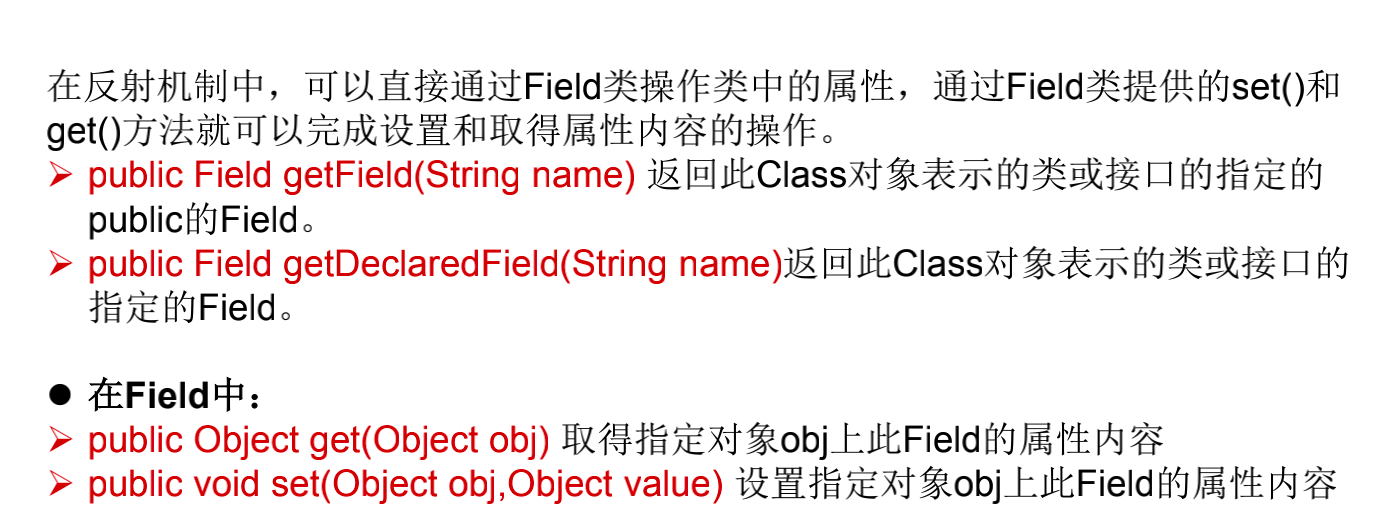 在反射机制中，可以直接通过Field类操作类中的属性，通过Field类提供的set()和
get()方法就可以完成设置和取得属性内容的操作。
➢ public Field getField(String name) 返回此Class对象表示的类或接口的指定的
public的Field。
➢ public Field getDeclaredField(String name)返回此Class对象表示的类或接口的
指定的Field。
● 在Field中：
➢ public Object get(Object obj) 取得指定对象obj上此Field的属性内容
➢ public void set(Object obj,Object value) 设置指定对象obj上此Field的属性内容